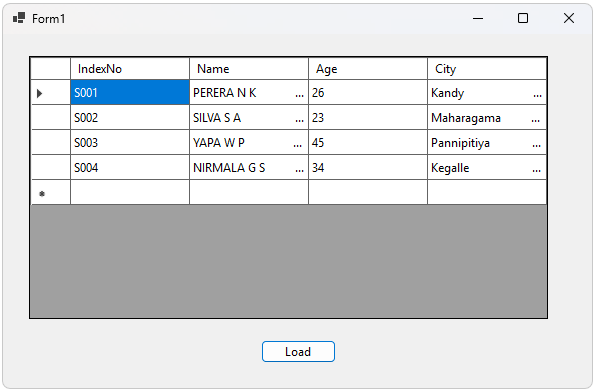 Form1
IndexNo Name Age City
S001 PERERA N K ... 26 Kandy ...
S002 SILVA S A ... 23 Maharagama ...
S003 YAPA W P ... 45 Pannipitiya ...
S004 NIRMALA G S ... 34 Kegalle ...
Load